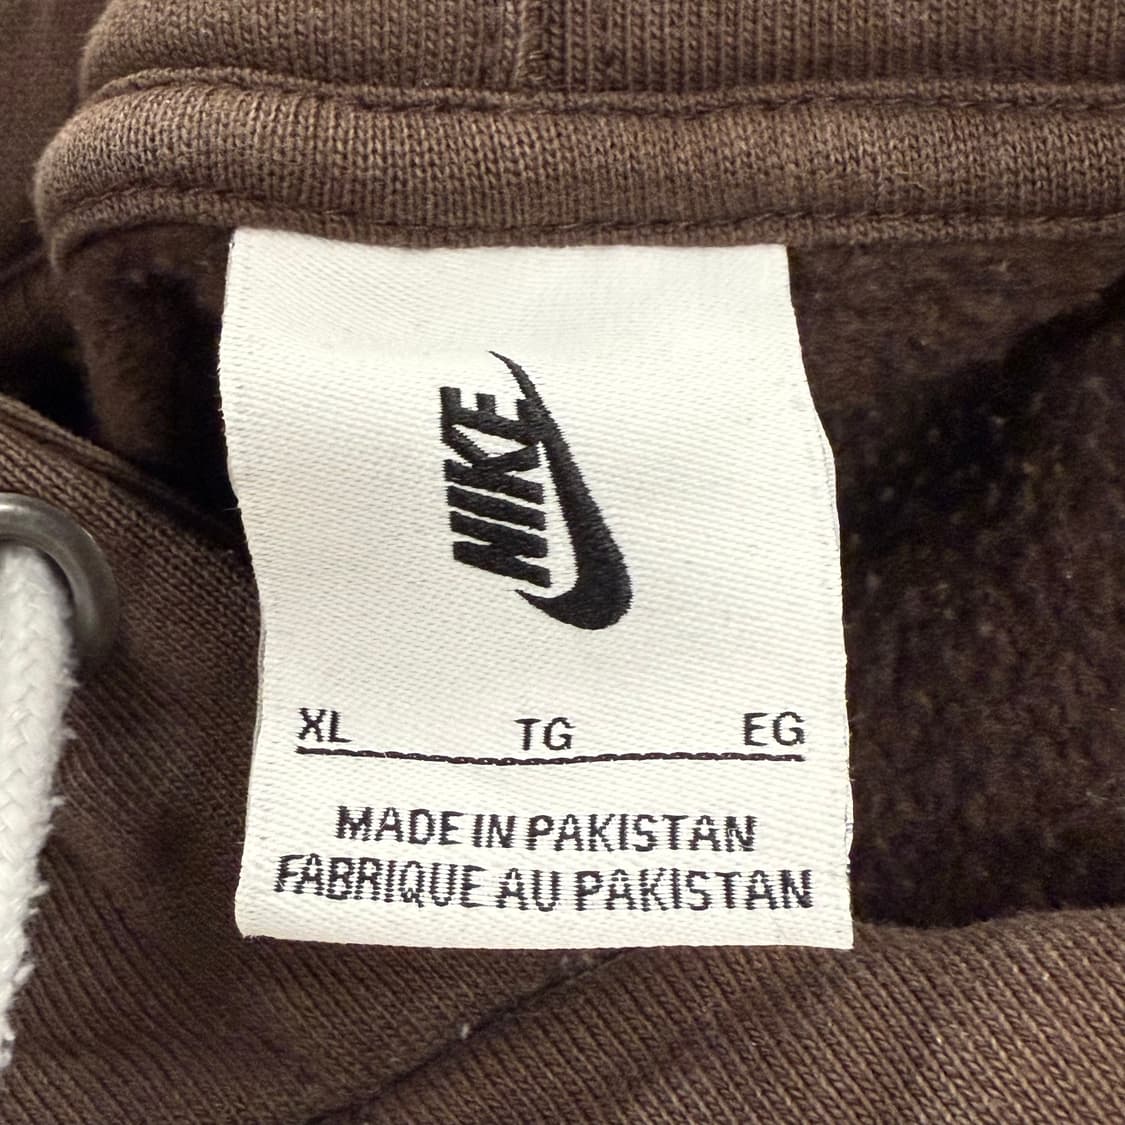 NIKE
XL TG EG
MADE IN PAKISTAN
FABRIQUE AU PAKISTAN